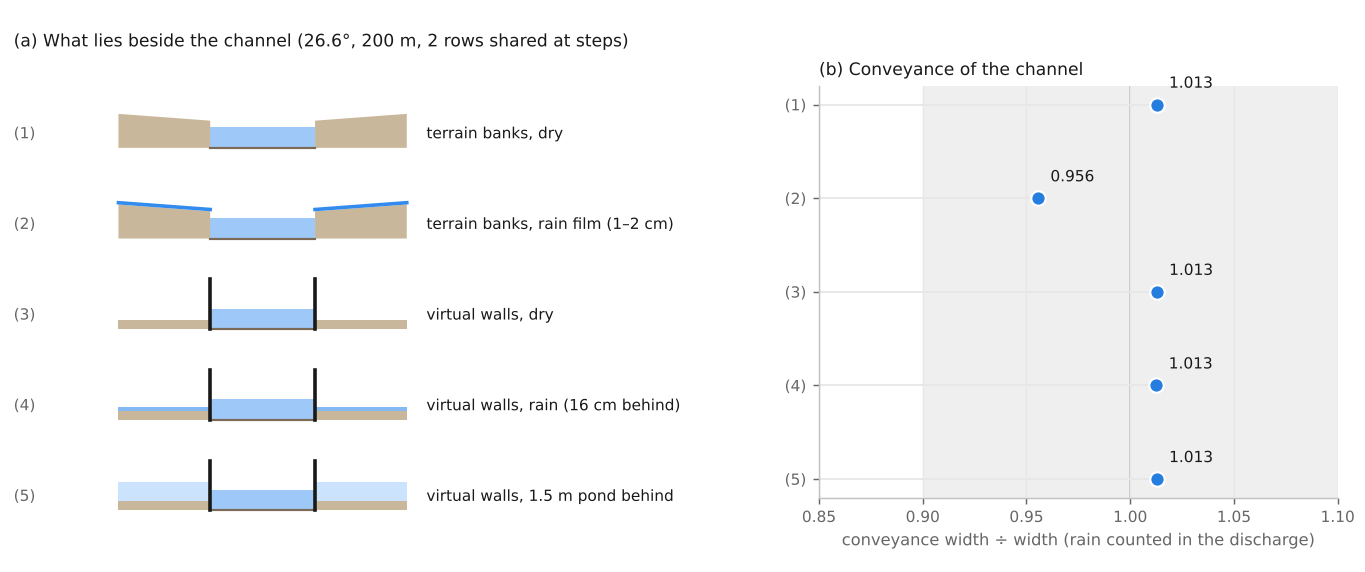 (a) What lies beside the channel (26.6°, 200 m, 2 rows shared at steps)
(1)
terrain banks, dry
(2)
terrain banks, rain film (1–2 cm)
(3)
virtual walls, dry
(4)
virtual walls, rain (16 cm behind)
(5)
virtual walls, 1.5 m pond behind
(b) Conveyance of the channel
(1)
1.013
(2)
0.956
(3)
1.013
(4)
1.013
(5)
1.013
0.85 0.90 0.95 1.00 1.05 1.10
conveyance width ÷ width (rain counted in the discharge)